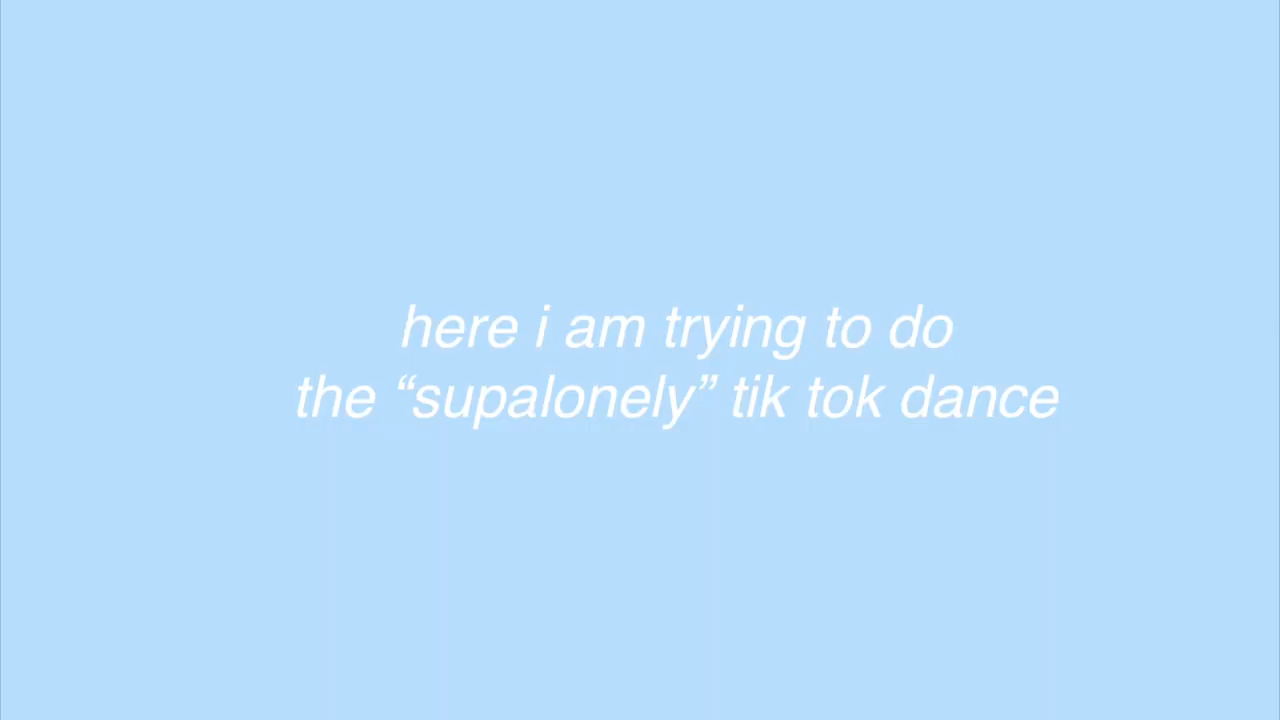 here i am trying to do
the “supalonely” tik tok dance